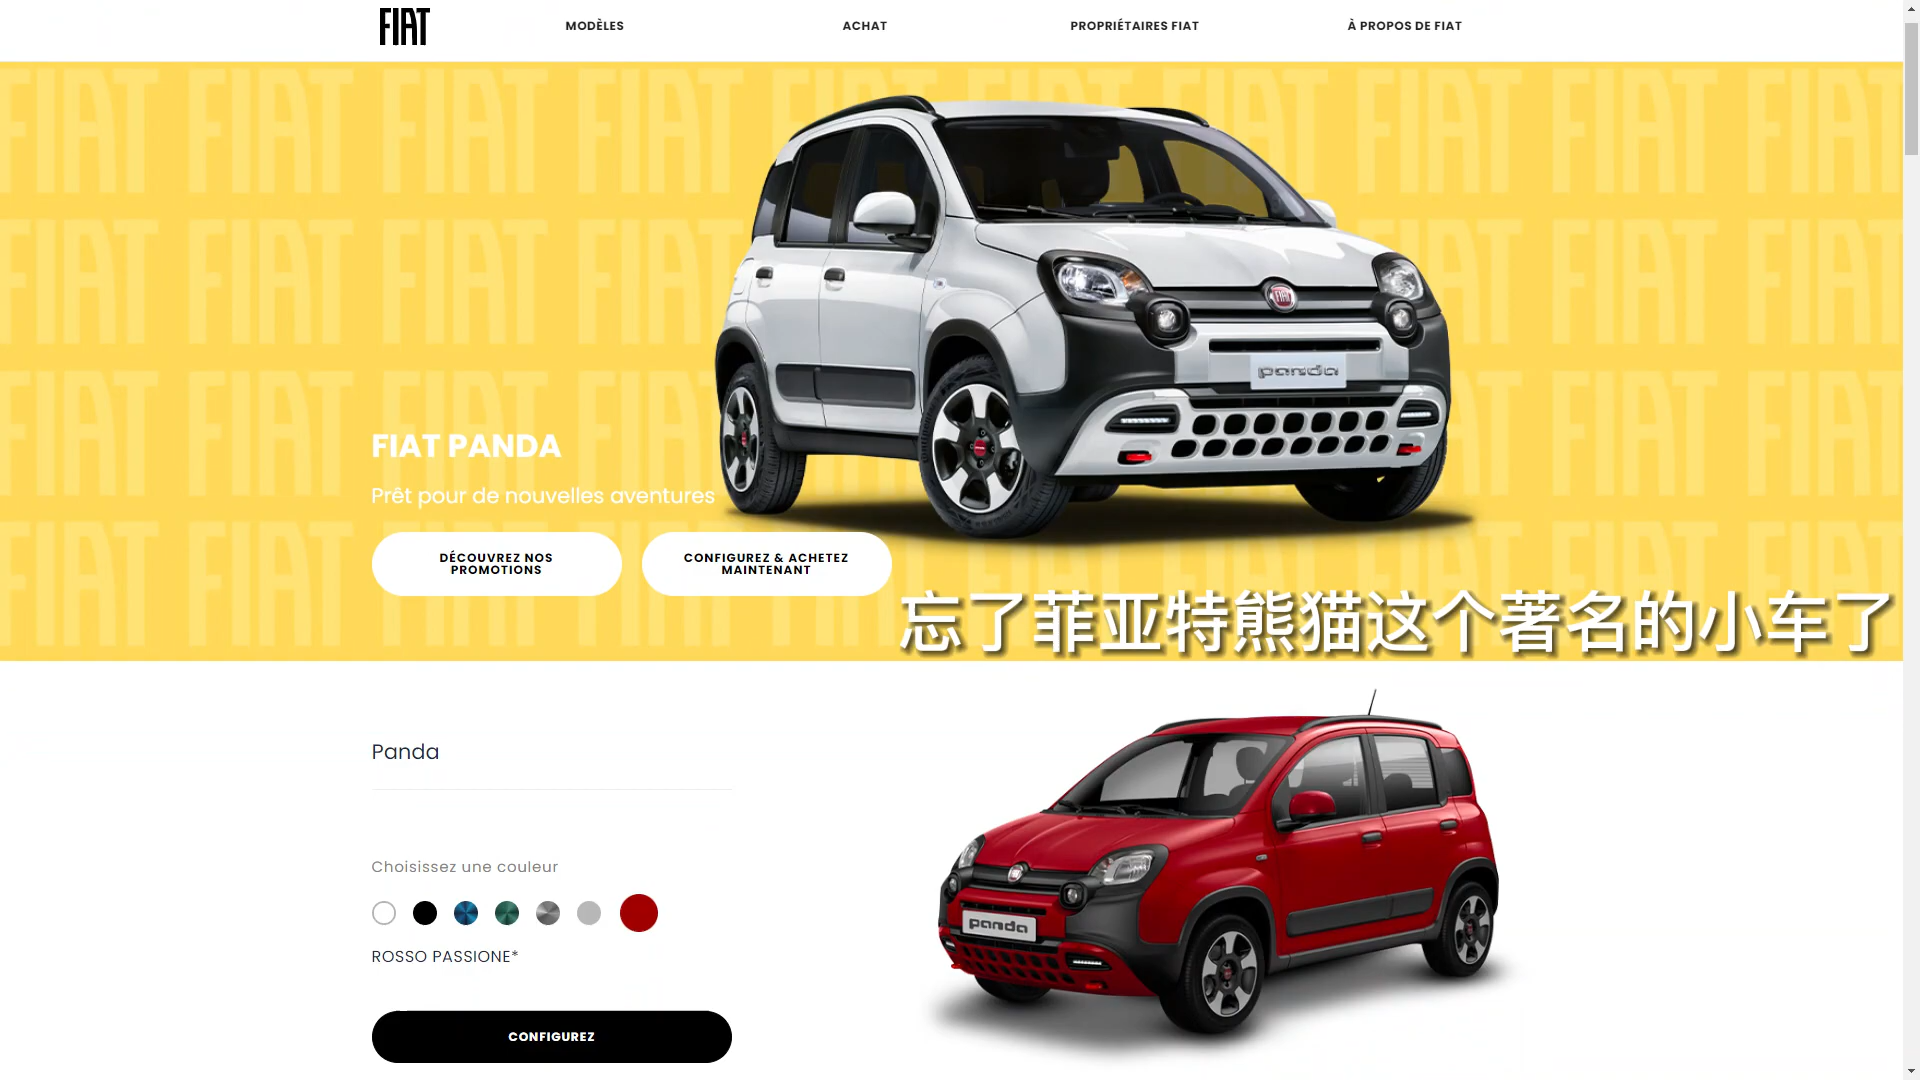 FIAT
MODÈLES
ACHAT
PROPRIÉTAIRES FIAT
À PROPOS DE FIAT
panda
FIAT PANDA
Prêt pour de nouvelles aventures
DÉCOUVREZ NOS
PROMOTIONS
CONFIGUREZ & ACHETEZ
MAINTENANT
忘了菲亚特熊猫这个著名的小车了
Panda
Choisissez une couleur
ROSSO PASSIONE*
CONFIGUREZ
panda